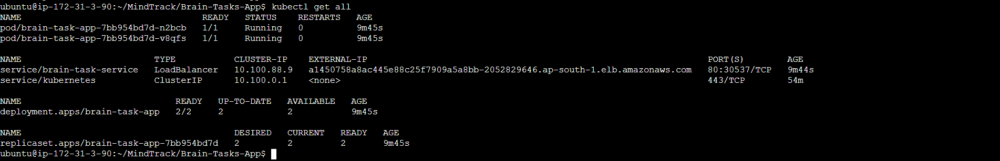 ubuntu@ip-172-31-3-90:~/MindTrack/Brain-Tasks-App$ kubectl get all
NAME                                  READY   STATUS    RESTARTS   AGE
pod/brain-task-app-7bb954bd7d-n2bcb   1/1     Running   0          9m45s
pod/brain-task-app-7bb954bd7d-v8qfs   1/1     Running   0          9m45s

NAME                         TYPE           CLUSTER-IP    EXTERNAL-IP                                                                PORT(S)        AGE
service/brain-task-service   LoadBalancer   10.100.88.9   a1450758a8ac445e88c25f7909a5a8bb-2052829646.ap-south-1.elb.amazonaws.com   80:30537/TCP   9m44s
service/kubernetes           ClusterIP      10.100.0.1    <none>                                                                     443/TCP        54m

NAME                             READY   UP-TO-DATE   AVAILABLE   AGE
deployment.apps/brain-task-app   2/2     2            2           9m45s

NAME                                        DESIRED   CURRENT   READY   AGE
replicaset.apps/brain-task-app-7bb954bd7d   2         2         2       9m45s
ubuntu@ip-172-31-3-90:~/MindTrack/Brain-Tasks-App$